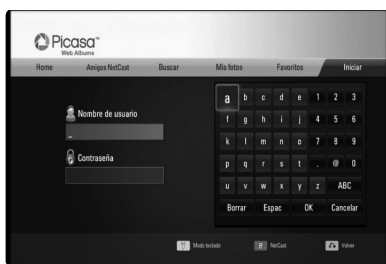 Picasa™
Web Albums
Home Amigos NetCast Buscar Mis fotos Favoritos Iniciar
Nombre de usuario
_
Contraseña
a b c d e 1 2 3
f g h i j 4 5 6
k l m n o 7 8 9
p q r s t . @ 0
u v w x y z ABC
Borrar Espac OK Cancelar
Modo teclado NetCast Volver